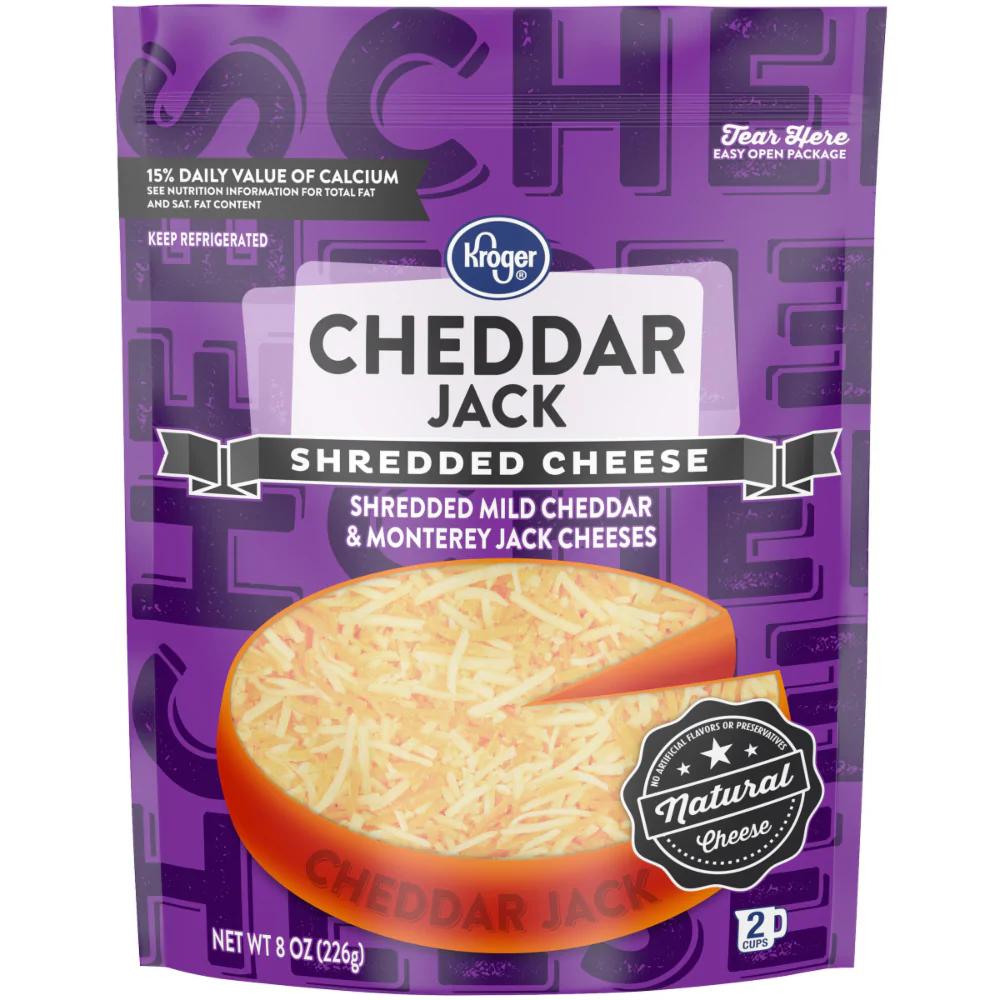 Tear Here
EASY OPEN PACKAGE
15% DAILY VALUE OF CALCIUM
SEE NUTRITION INFORMATION FOR TOTAL FAT
AND SAT. FAT CONTENT
KEEP REFRIGERATED
Kroger®
CHEDDAR
JACK
SHREDDED CHEESE
SHREDDED MILD CHEDDAR
& MONTEREY JACK CHEESES
NO ARTIFICIAL FLAVORS OR PRESERVATIVES
Natural
Cheese
CHEDDAR JACK
2
CUPS
NET WT 8 OZ (226g)